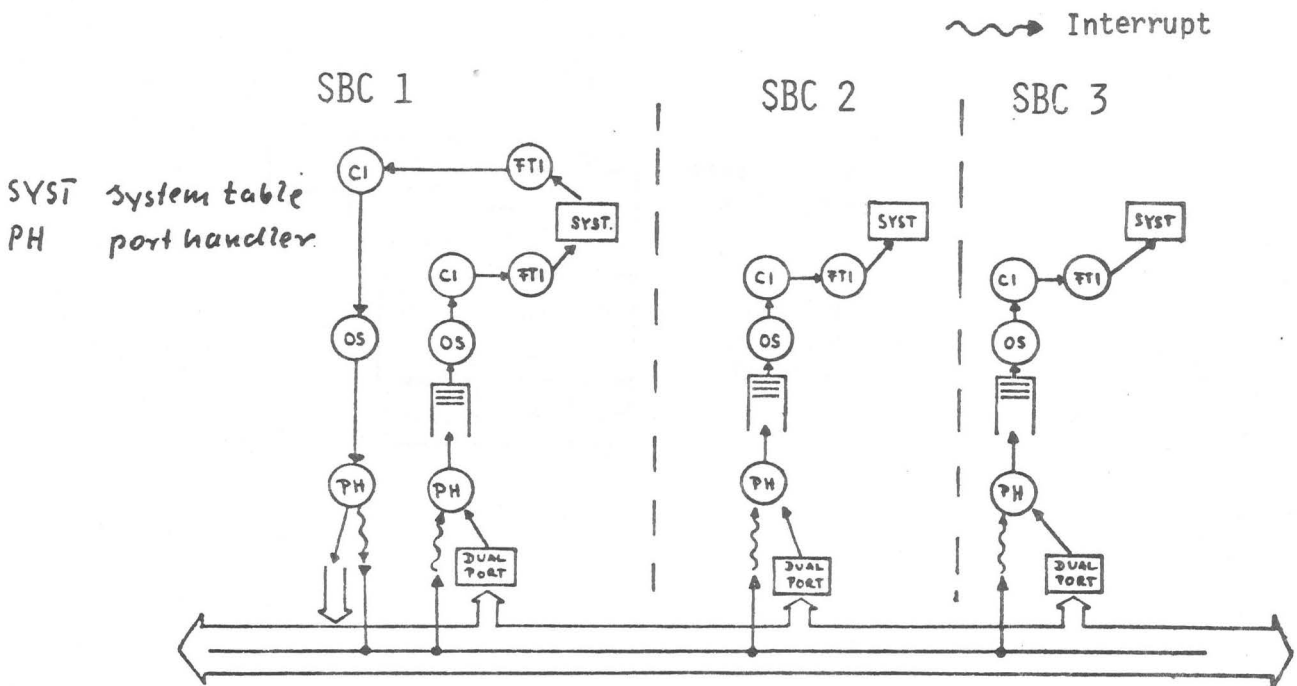 Interrupt
SBC 1
SBC 2
SBC 3
SYST system table
PH port handler
CI
FTI
SYST.
CI
FTI
OS
OS
PH
PH
DUAL
PORT
SYST
CI
FTI
OS
PH
DUAL
PORT
SYST
CI
FTI
OS
PH
DUAL
PORT